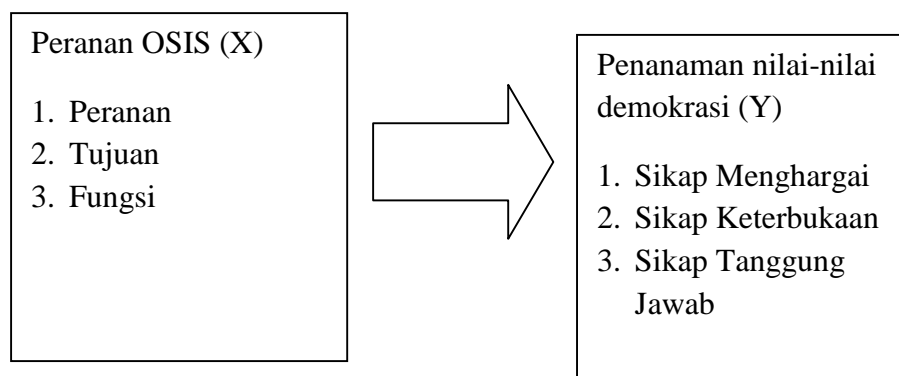 Peranan OSIS (X)
1. Peranan
2. Tujuan
3. Fungsi
Penanaman nilai-nilai
demokrasi (Y)
1. Sikap Menghargai
2. Sikap Keterbukaan
3. Sikap Tanggung
Jawab